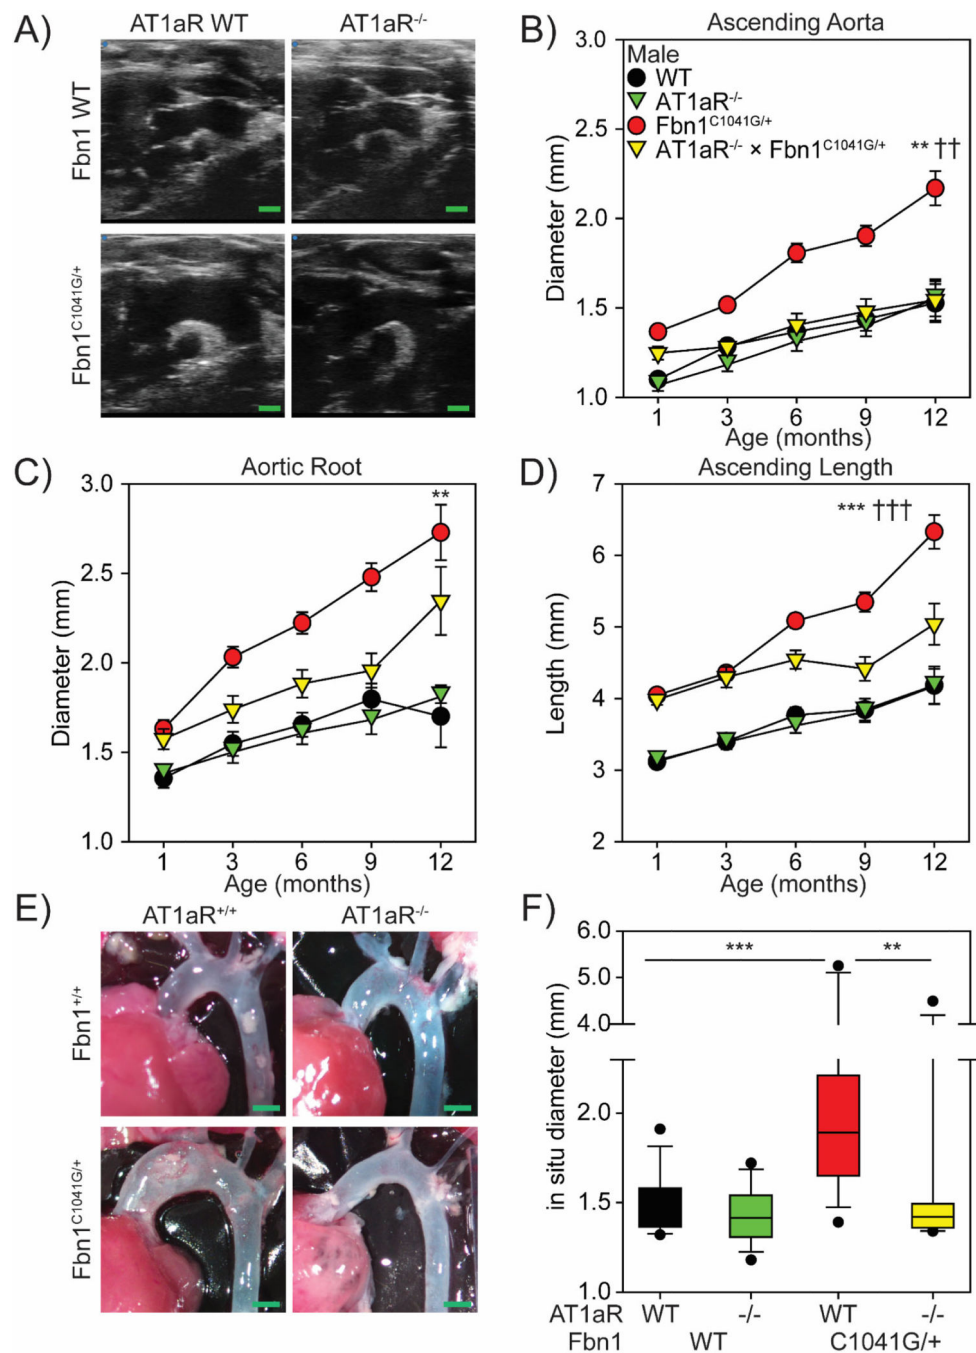 A)
AT1aR WT
AT1aR-/-
Fbn1 WT
Fbn1C1041G/+
B)
Ascending Aorta
Diameter (mm)
3.0
2.5
2.0
1.5
1.0
Male
WT
AT1aR-/-
Fbn1C1041G/+
AT1aR-/- × Fbn1C1041G/+
** ††
1 3 6 9 12
Age (months)
C)
Aortic Root
Diameter (mm)
3.0
2.5
2.0
1.5
1.0
**
1 3 6 9 12
Age (months)
D)
Ascending Length
Length (mm)
7
6
5
4
3
2
*** †††
1 3 6 9 12
Age (months)
E)
AT1aR+/+
AT1aR-/-
Fbn1+/+
Fbn1C1041G/+
F)
in situ diameter (mm)
6.0
5.0
4.0
2.0
1.5
1.0
*** **
AT1aR WT -/- WT -/-
Fbn1 WT C1041G/+